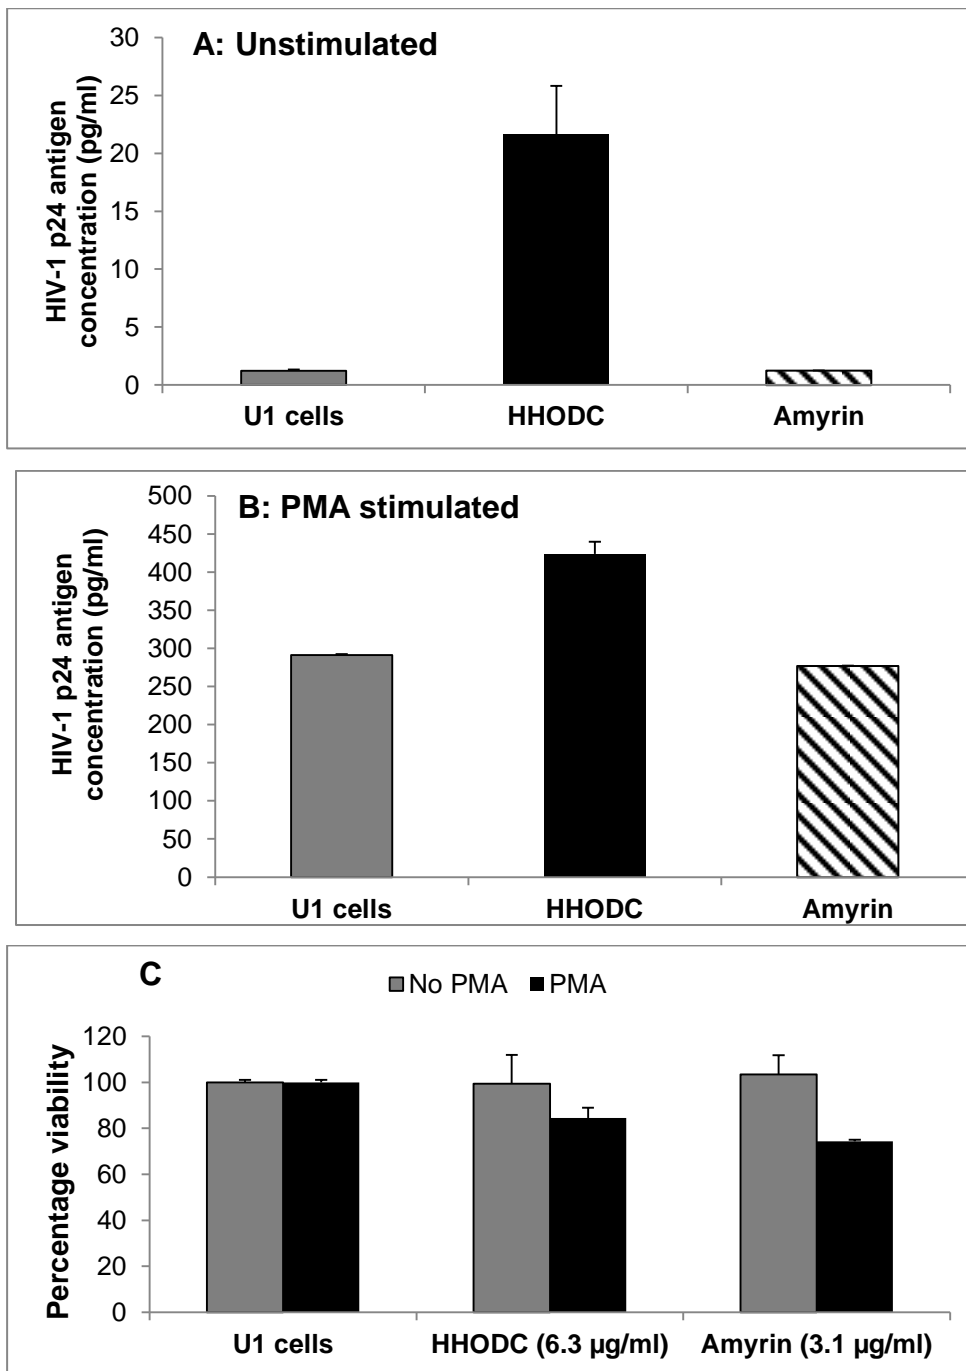 A: Unstimulated
HIV-1 p24 antigen
concentration (pg/ml)
30
25
20
15
10
5
0
U1 cells HHODC Amyrin
B: PMA stimulated
HIV-1 p24 antigen
concentration (pg/ml)
500
450
400
350
300
250
200
150
100
50
0
U1 cells HHODC Amyrin
C
No PMA PMA
Percentage viability
120
100
80
60
40
20
0
U1 cells HHODC (6.3 µg/ml) Amyrin (3.1 µg/ml)